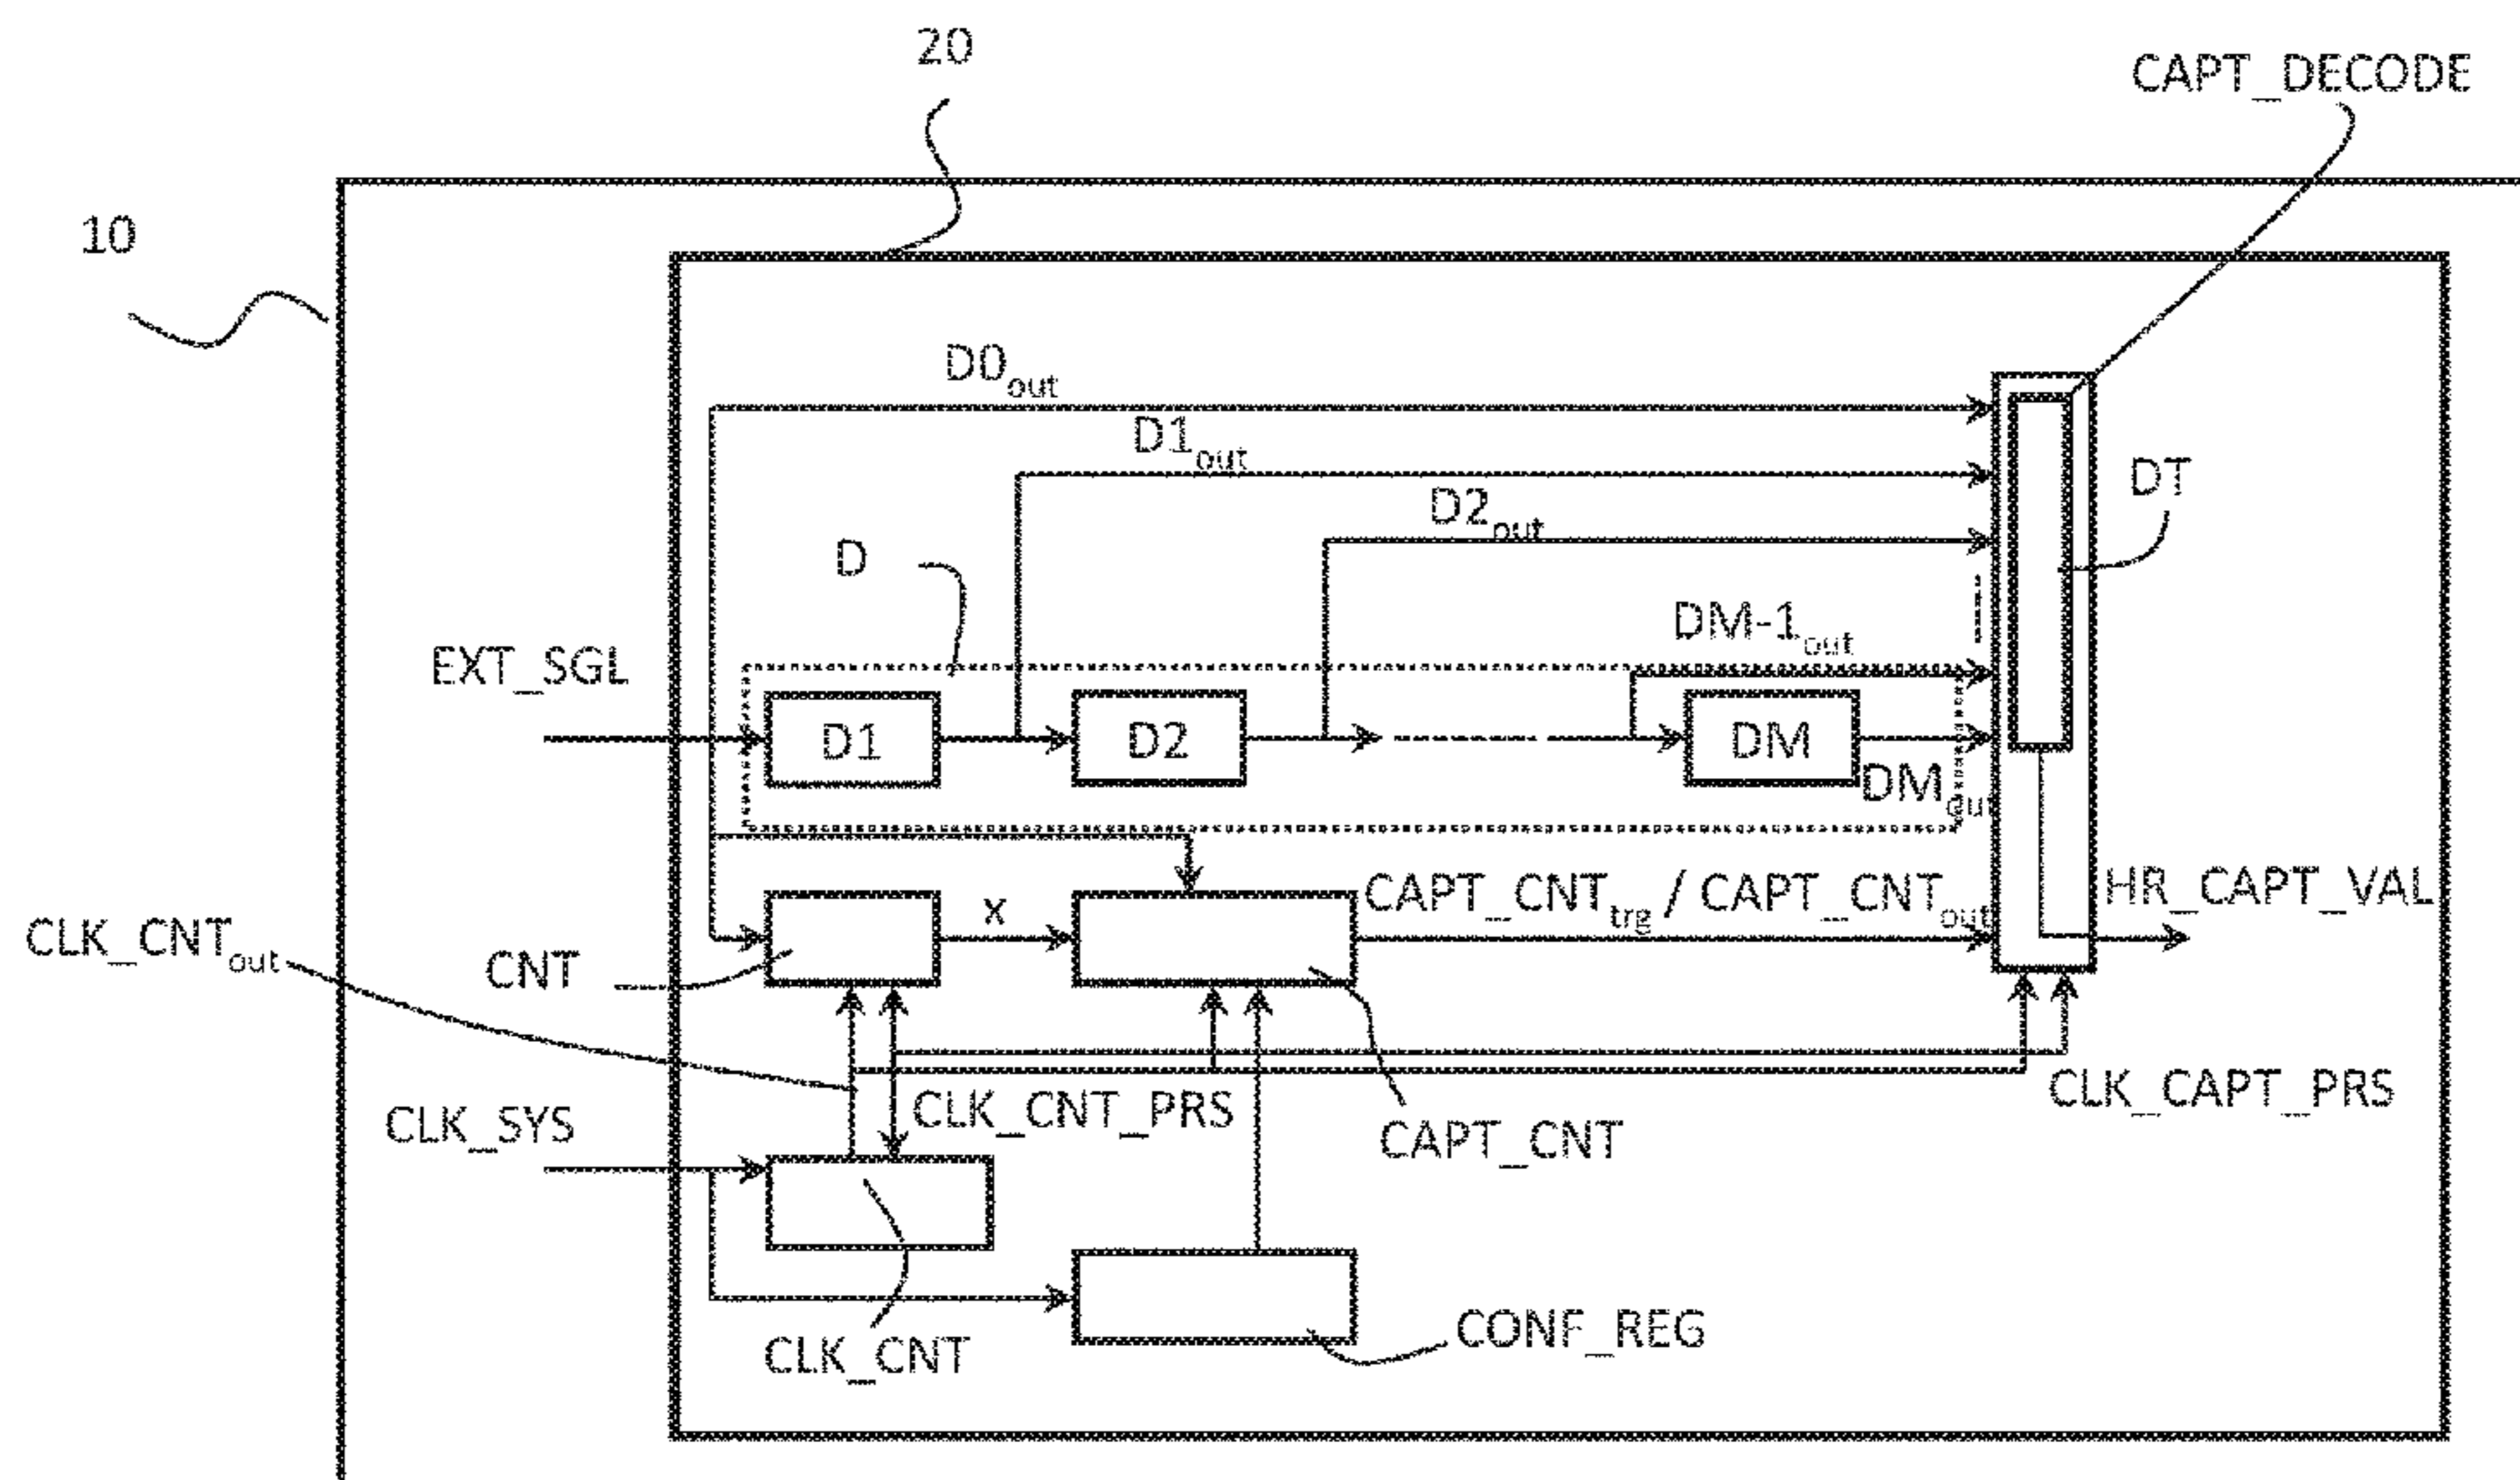 20
CAPT_DECODE
10
D0out
D1out
D2out
DT
D
DM-1out
EXT_SGL
D1
D2
DM
DMout
CAPT_CNTtrg / CAPT_CNTout
HR_CAPT_VAL
x
CLK_CNTout
CNT
CLK_CNT_PRS
CLK_CAPT_PRS
CLK_SYS
CAPT_CNT
CLK_CNT
CONF_REG